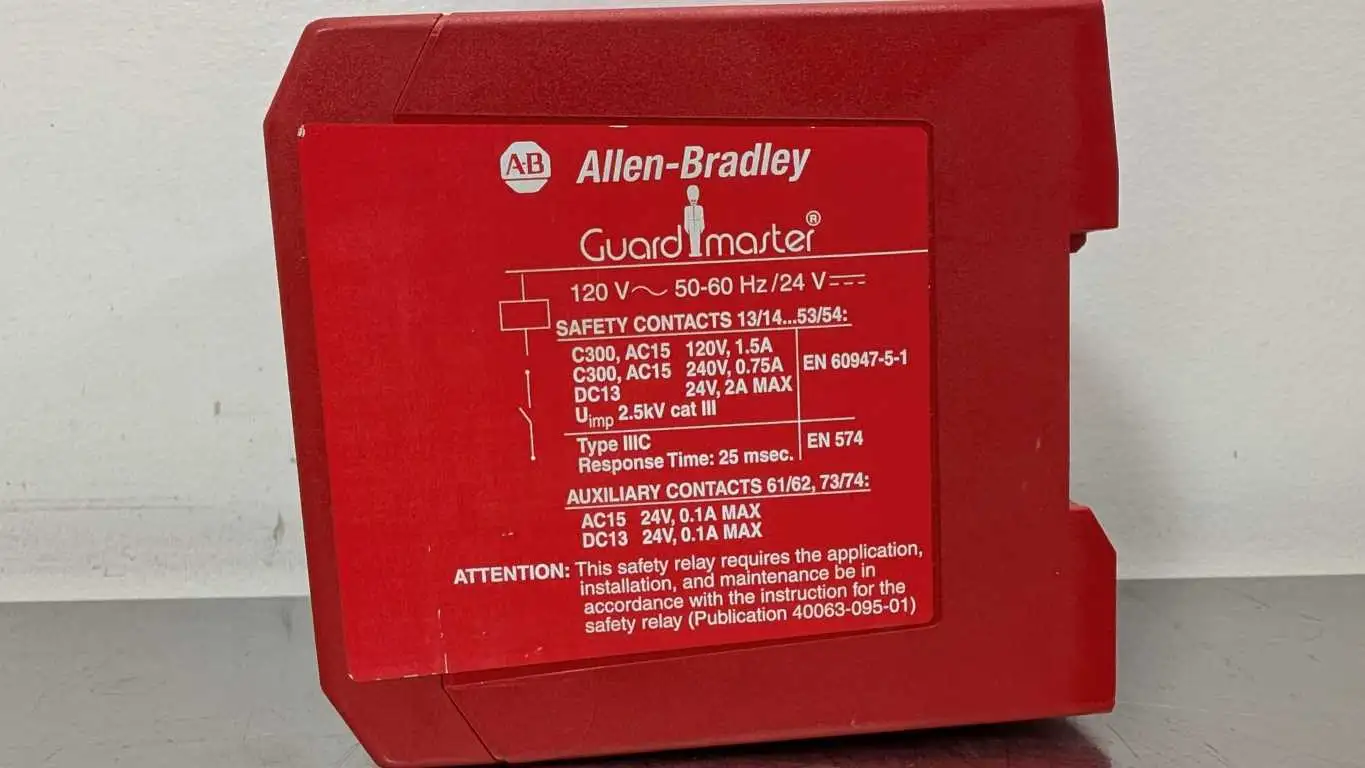 A-B Allen-Bradley
Guardmaster®
120 V～ 50-60 Hz /24 V⎓
SAFETY CONTACTS 13/14...53/54:
C300, AC15 120V, 1.5A
C300, AC15 240V, 0.75A
DC13 24V, 2A MAX
Uimp 2.5kV cat III
EN 60947-5-1
Type IIIC
Response Time: 25 msec.
EN 574
AUXILIARY CONTACTS 61/62, 73/74:
AC15 24V, 0.1A MAX
DC13 24V, 0.1A MAX
ATTENTION: This safety relay requires the application,
installation, and maintenance be in
accordance with the instruction for the
safety relay (Publication 40063-095-01)